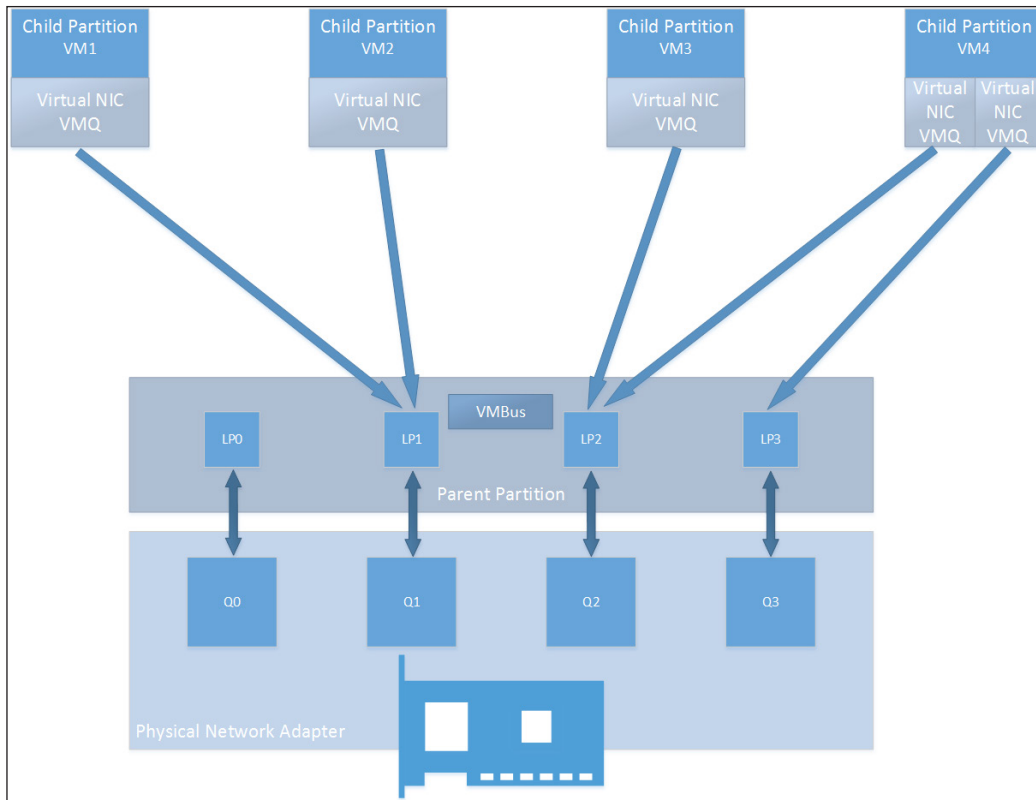 Child Partition
VM1
Virtual NIC
VMQ
Child Partition
VM2
Virtual NIC
VMQ
Child Partition
VM3
Virtual NIC
VMQ
Child Partition
VM4
Virtual
NIC
VMQ
Virtual
NIC
VMQ
VMBus
LP0
LP1
LP2
LP3
Parent Partition
Q0
Q1
Q2
Q3
Physical Network Adapter